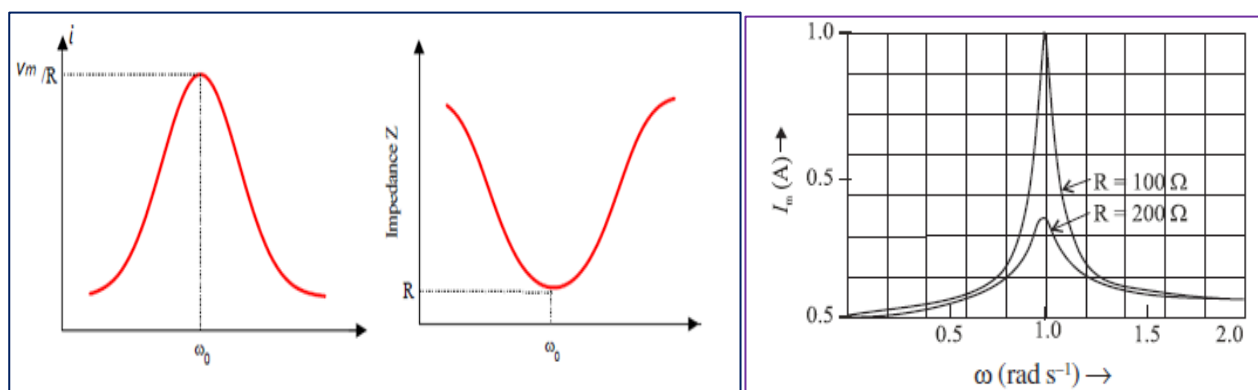 i
Vm/R
ω0
Impedance Z
R
ω0
1.0
0.5
0.5
Im (A) →
R = 100 Ω
R = 200 Ω
0.5 1.0 1.5 2.0
ω (rad s–1) →